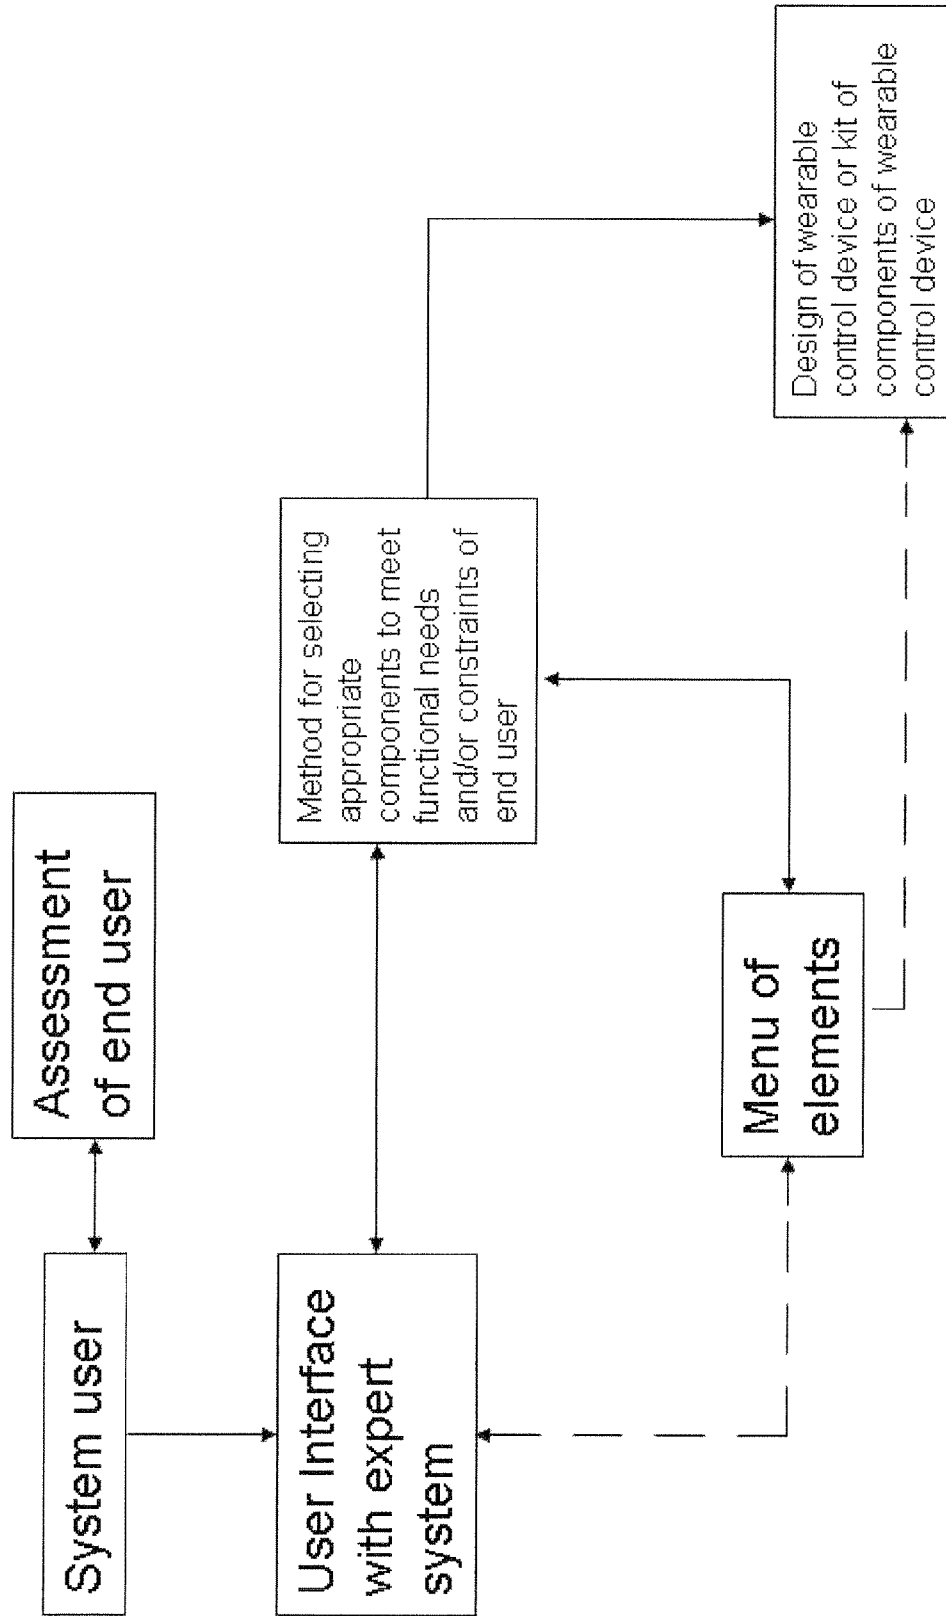 System user
Assessment
of end user
User Interface
with expert
system
Method for selecting
appropriate
components to meet
functional needs
and/or constraints of
end user
Menu of
elements
Design of wearable
control device or kit of
components of wearable
control device